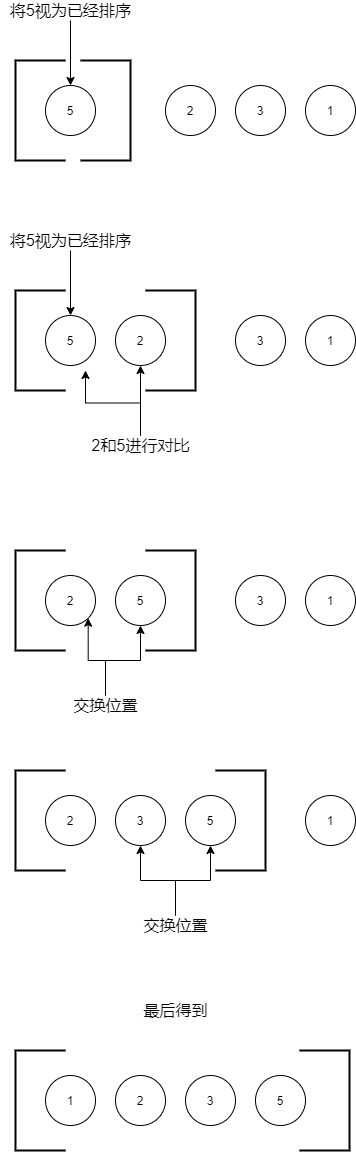 将5视为已经排序
5 2 3 1
将5视为已经排序
5 2 3 1
2和5进行对比
2 5 3 1
交换位置
2 3 5 1
交换位置
最后得到
1 2 3 5